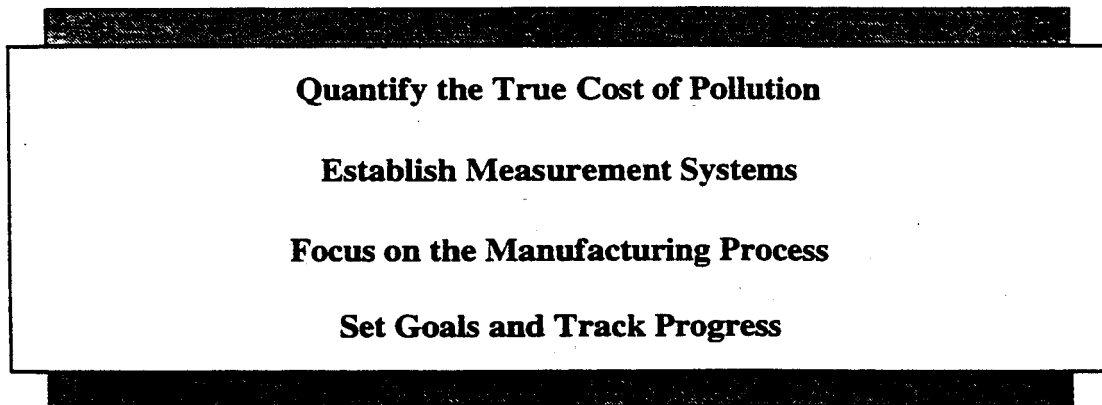 Quantify the True Cost of Pollution
Establish Measurement Systems
Focus on the Manufacturing Process
Set Goals and Track Progress